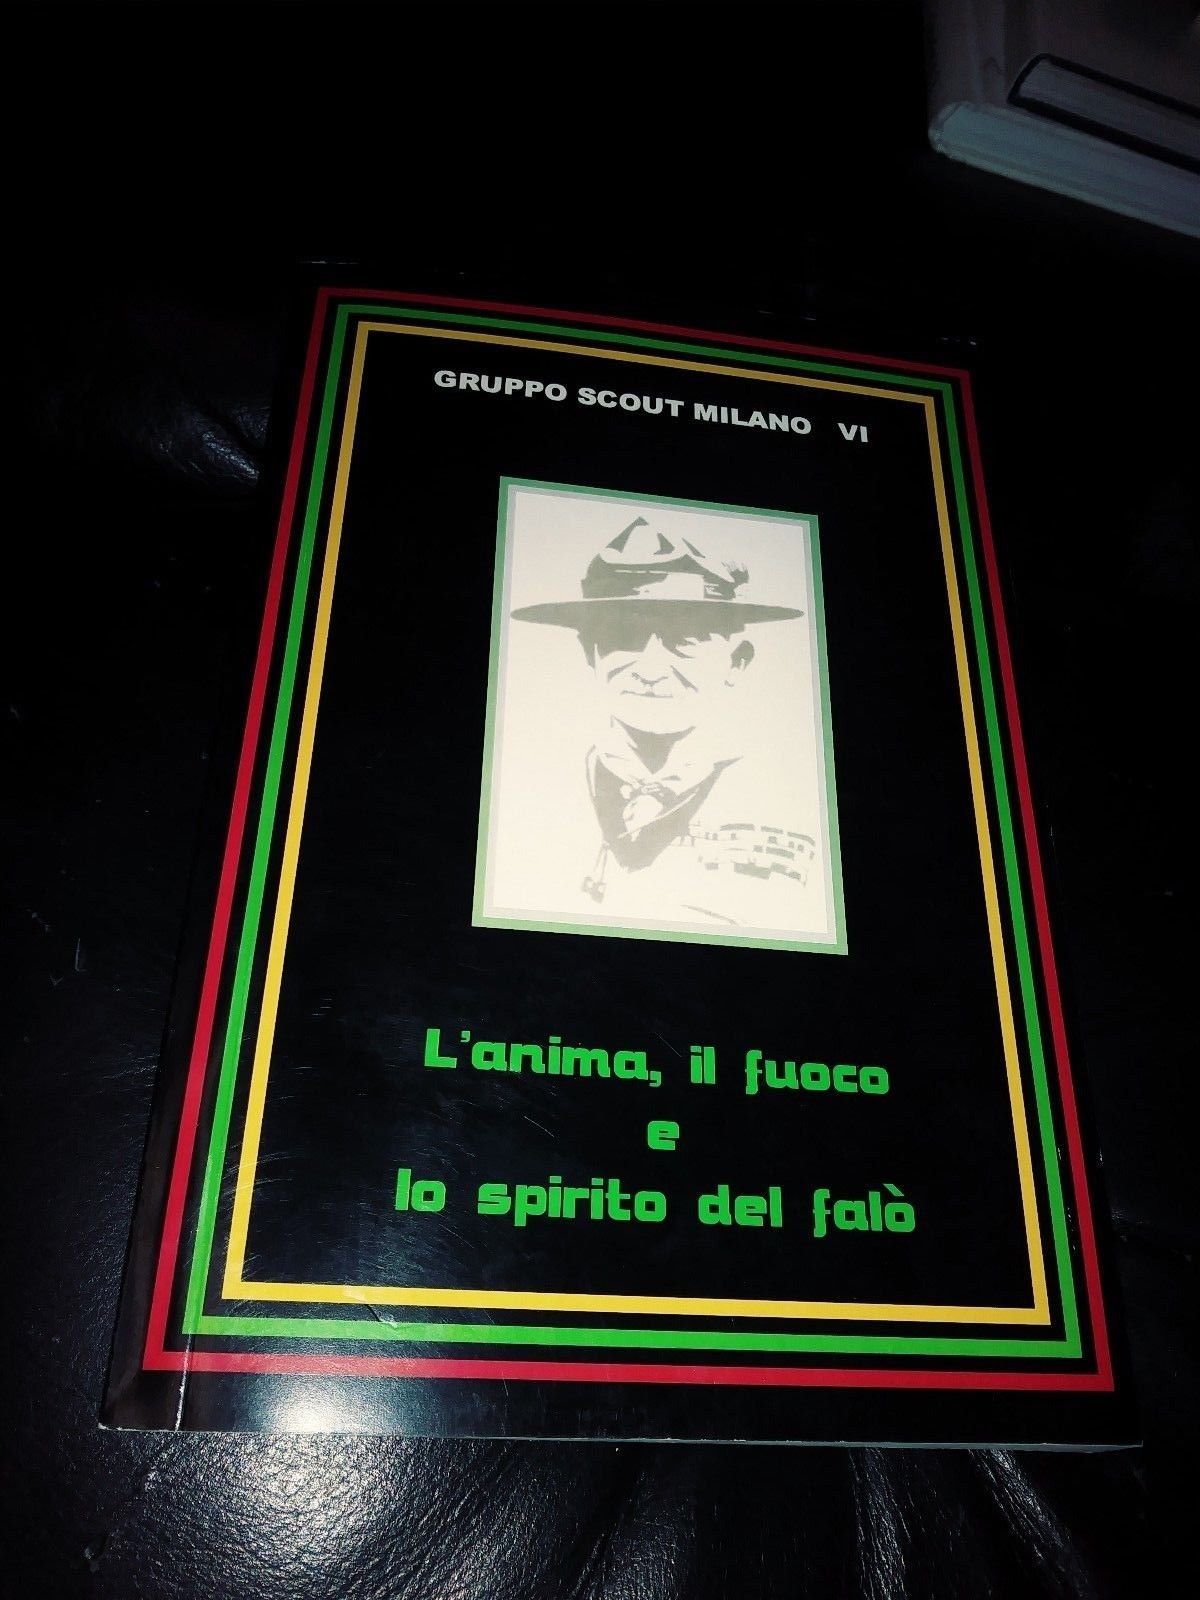 GRUPPO SCOUT MILANO VI
L'anima, il fuoco
e
lo spirito del falò